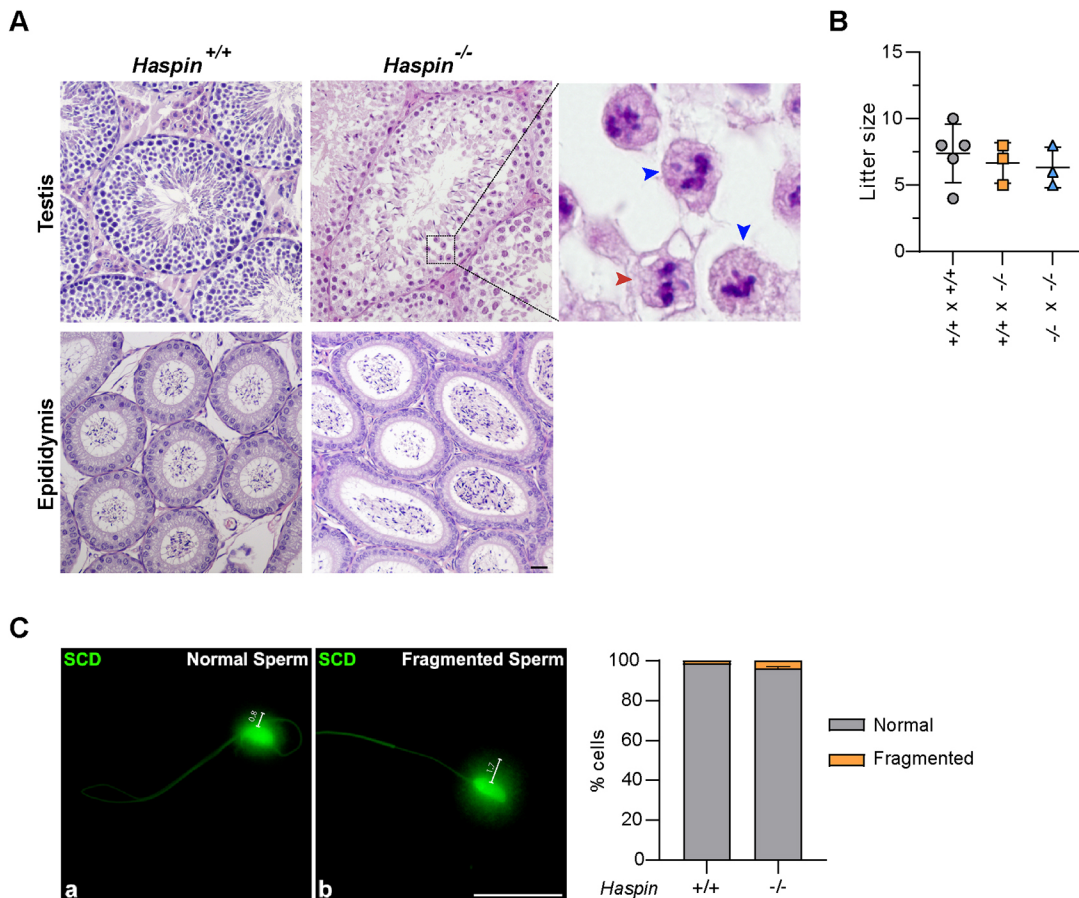 A
Haspin +/+
Haspin -/-
Testis
Epididymis
B
15
10
5
0
Litter size
+/+ x +/+
+/+ x -/-
-/- x -/-
C
SCD
Normal Sperm
0.8
a
SCD
Fragmented Sperm
1.7
b
100
80
60
40
20
0
% cells
Haspin
+/+
-/-
Normal
Fragmented